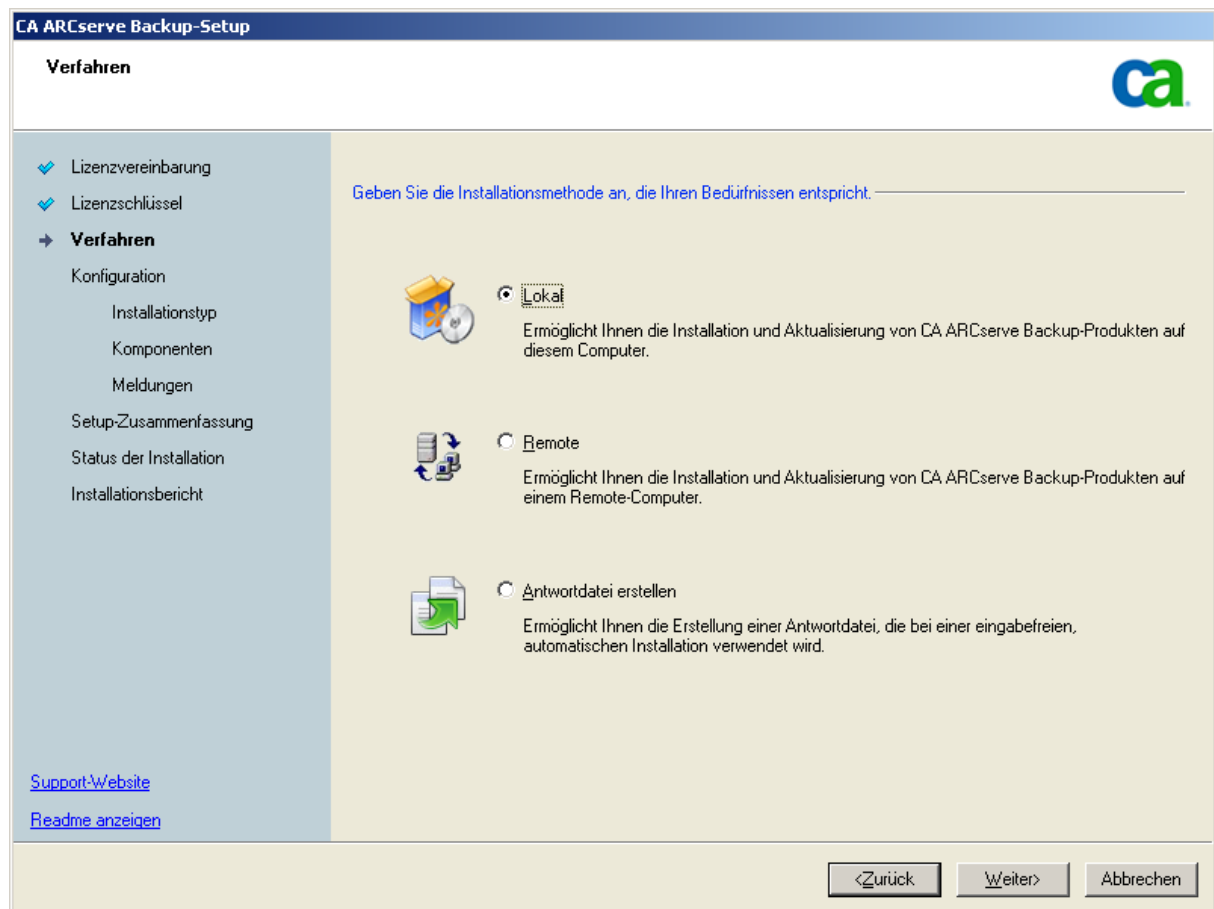 CA ARCserve Backup-Setup
Verfahren
ca
Lizenzvereinbarung
Lizenzschlüssel
Verfahren
Konfiguration
Installationstyp
Komponenten
Meldungen
Setup-Zusammenfassung
Status der Installation
Installationsbericht
Support-Website
Readme anzeigen
Geben Sie die Installationsmethode an, die Ihren Bedürfnissen entspricht.
Lokal
Ermöglicht Ihnen die Installation und Aktualisierung von CA ARCserve Backup-Produkten auf
diesem Computer.
Remote
Ermöglicht Ihnen die Installation und Aktualisierung von CA ARCserve Backup-Produkten auf
einem Remote-Computer.
Antwortdatei erstellen
Ermöglicht Ihnen die Erstellung einer Antwortdatei, die bei einer eingabefreien,
automatischen Installation verwendet wird.
<Zurück
Weiter>
Abbrechen